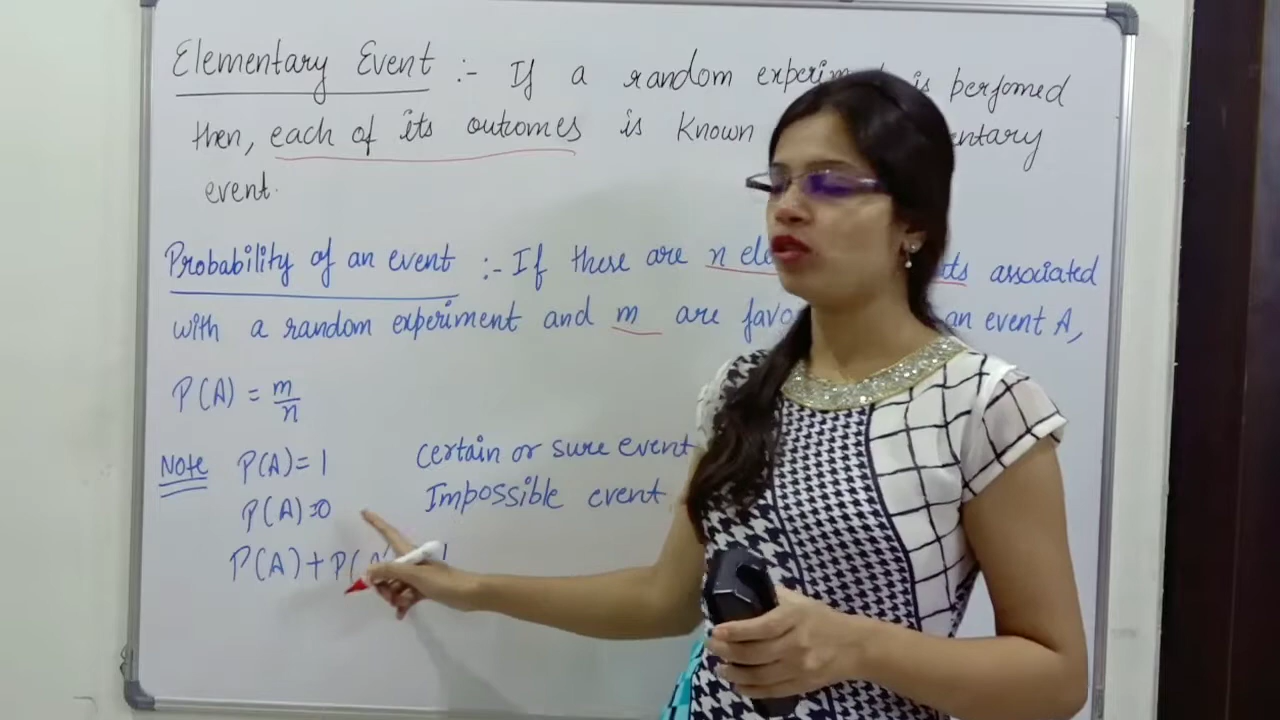 Elementary Event :- If a random experim is perfomed
then, each of its outcomes is known entary
event.
Probability of an event :- If there are n ele ts associated
with a random experiment and m are favo an event A,
P(A) = m/n
Note P(A)=1 Certain or sure event
P(A)=0 Impossible event
P(A)+P( 1